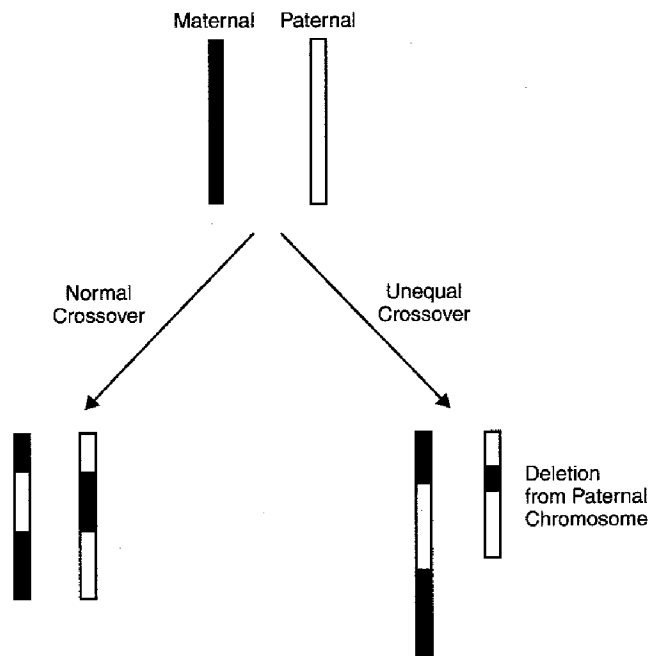 Maternal Paternal
Normal
Crossover
Unequal
Crossover
Deletion
from Paternal
Chromosome